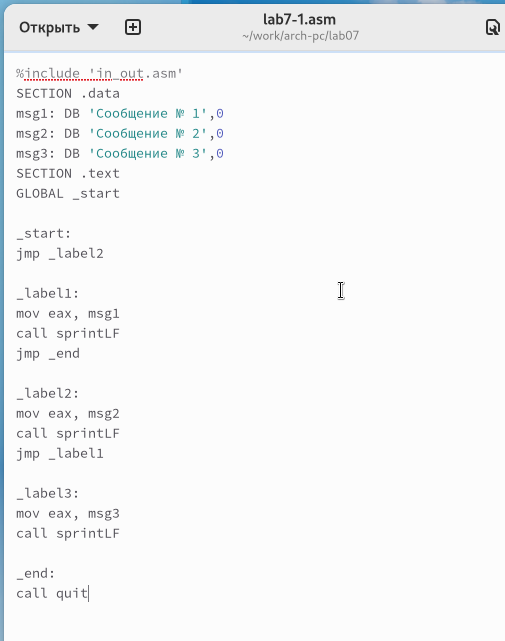 Открыть
lab7-1.asm
~/work/arch-pc/lab07
%include 'in_out.asm'
SECTION .data
msg1: DB 'Сообщение № 1',0
msg2: DB 'Сообщение № 2',0
msg3: DB 'Сообщение № 3',0
SECTION .text
GLOBAL _start
_start:
jmp _label2
_label1:
mov eax, msg1
call sprintLF
jmp _end
_label2:
mov eax, msg2
call sprintLF
jmp _label1
_label3:
mov eax, msg3
call sprintLF
_end:
call quit